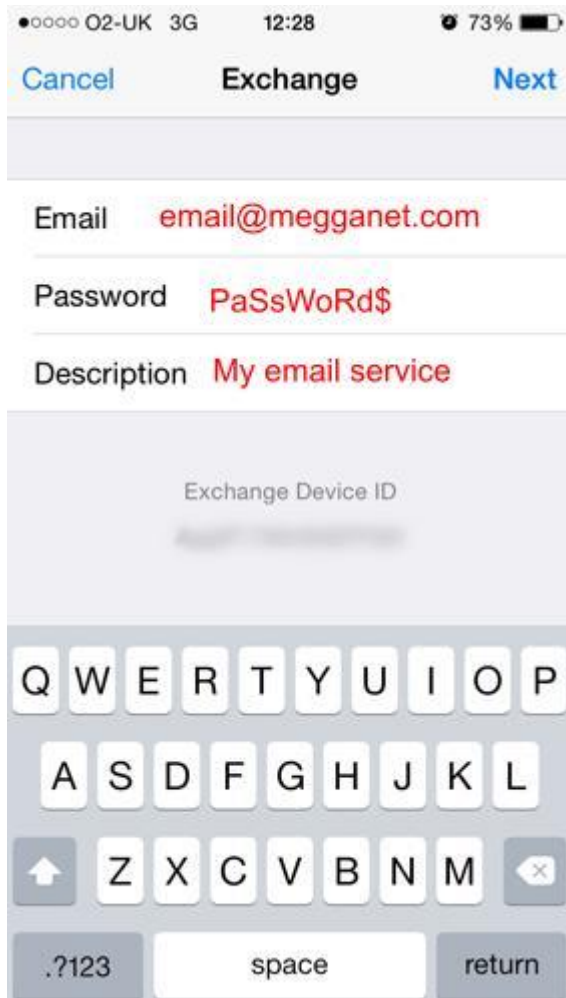 O2-UK 3G 12:28 73%
Cancel Exchange Next
Email email@megganet.com
Password PaSsWoRd$
Description My email service
Exchange Device ID
Q W E R T Y U I O P
A S D F G H J K L
Z X C V B N M
.?123 space return